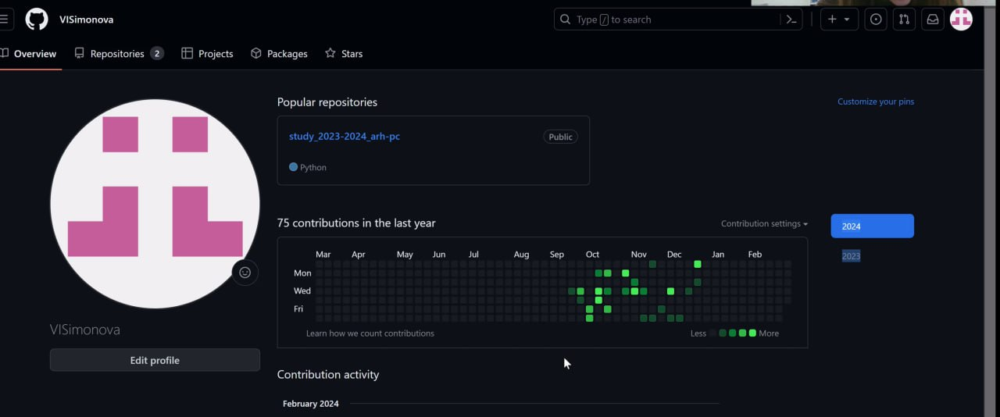 VISimonova
Type / to search
Overview
Repositories 2
Projects
Packages
Stars
Popular repositories
Customize your pins
study_2023-2024_arh-pc
Public
Python
75 contributions in the last year
Contribution settings
2024
2023
Mar Apr May Jun Jul Aug Sep Oct Nov Dec Jan Feb
Mon
Wed
Fri
Learn how we count contributions
Less More
VISimonova
Edit profile
Contribution activity
February 2024